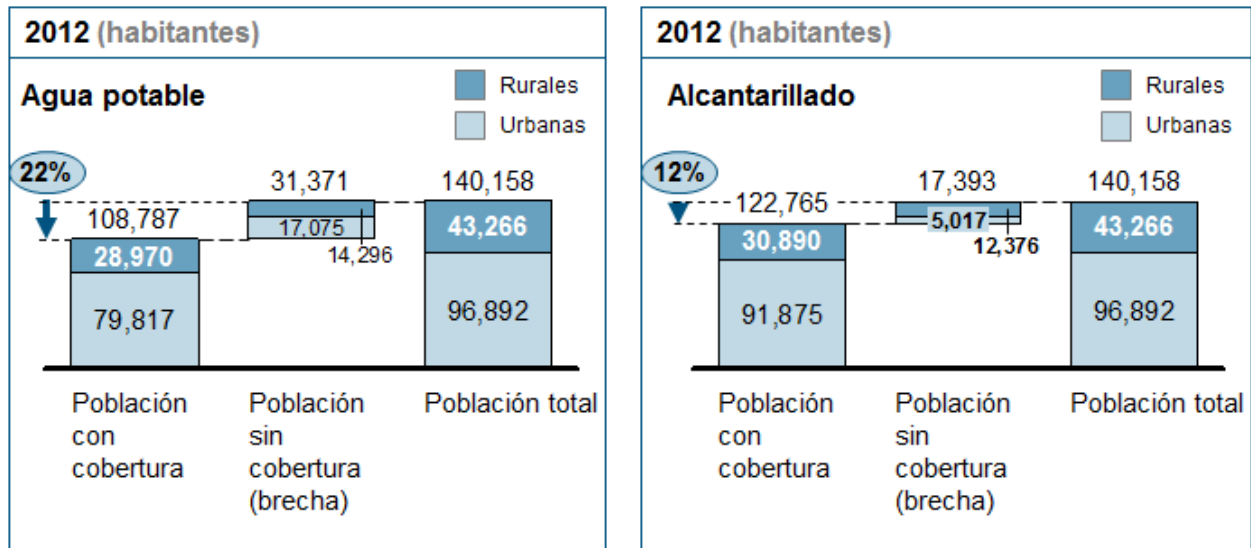 2012 (habitantes)
Agua potable
Rurales
Urbanas
22%
108,787
31,371
140,158
28,970
17,075
14,296
43,266
79,817
96,892
Población
con
cobertura
Población
sin
cobertura
(brecha)
Población total
2012 (habitantes)
Alcantarillado
Rurales
Urbanas
12%
122,765
17,393
140,158
30,890
5,017
12,376
43,266
91,875
96,892
Población
con
cobertura
Población
sin
cobertura
(brecha)
Población total